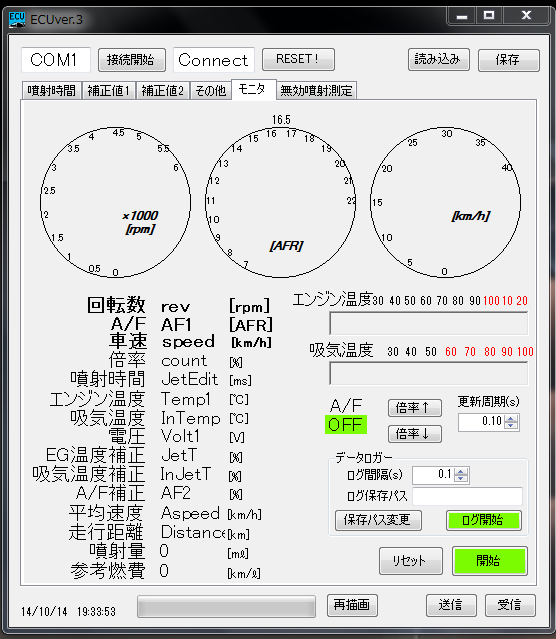 ECUver.3
COM1 接続開始 Connect RESET! 読み込み 保存
噴射時間 補正値1 補正値2 その他 モニタ 無効噴射測定
0 0.5 1 1.5 2 2.5 3 3.5 4 4.5 5 5.5 6
×1000
[rpm]
16.5
7 8 9 10 11 12 13 14 15 16 17 18 19 20 21 22
[AFR]
0 5 10 15 20 25 30 35 40
[km/h]
回転数 rev [rpm]
A/F AF1 [AFR]
車速 speed [km/h]
倍率 count [%]
噴射時間 JetEdit [ms]
エンジン温度 Temp1 [℃]
吸気温度 InTemp [℃]
電圧 Volt1 [V]
EG温度補正 JetT [%]
吸気温度補正 InJetT [%]
A/F補正 AF2 [%]
平均速度 Aspeed [km/h]
走行距離 Distance [km]
噴射量 0 [mℓ]
参考燃費 0 [km/ℓ]
エンジン温度 30 40 50 60 70 80 90 100 10 20
吸気温度 30 40 50 60 70 80 90 100
A/F
OFF
倍率↑
倍率↓
更新周期(s)
0.10
データロガー
ログ間隔(s) 0.1
ログ保存パス
保存パス変更 ログ開始
リセット 開始
14/10/14 19:33:53 再描画 送信 受信